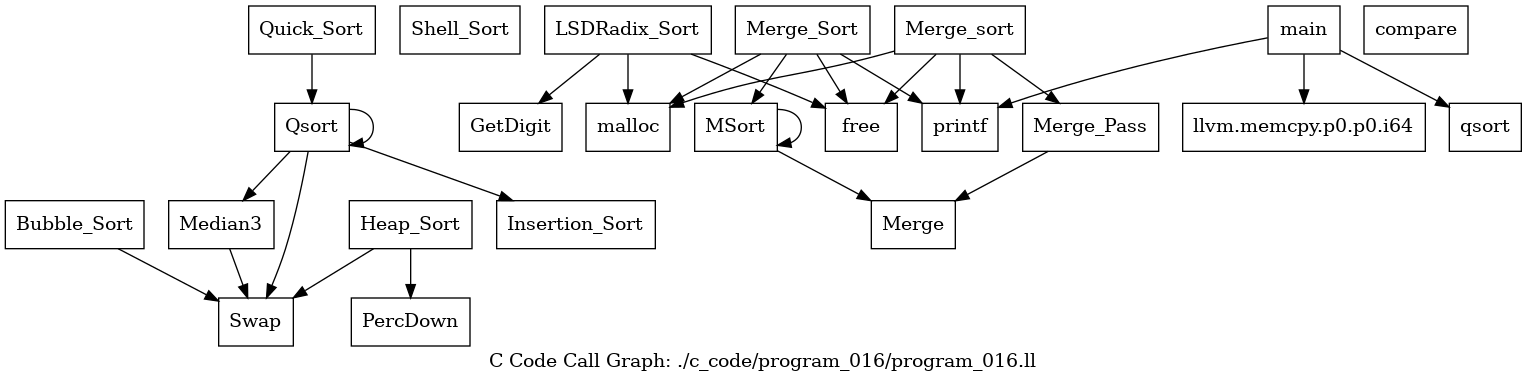 Quick_Sort
Shell_Sort
LSDRadix_Sort
Merge_Sort
Merge_sort
main
compare
Qsort
GetDigit
malloc
MSort
free
printf
Merge_Pass
llvm.memcpy.p0.p0.i64
qsort
Bubble_Sort
Median3
Heap_Sort
Insertion_Sort
Merge
Swap
PercDown
C Code Call Graph: ./c_code/program_016/program_016.ll